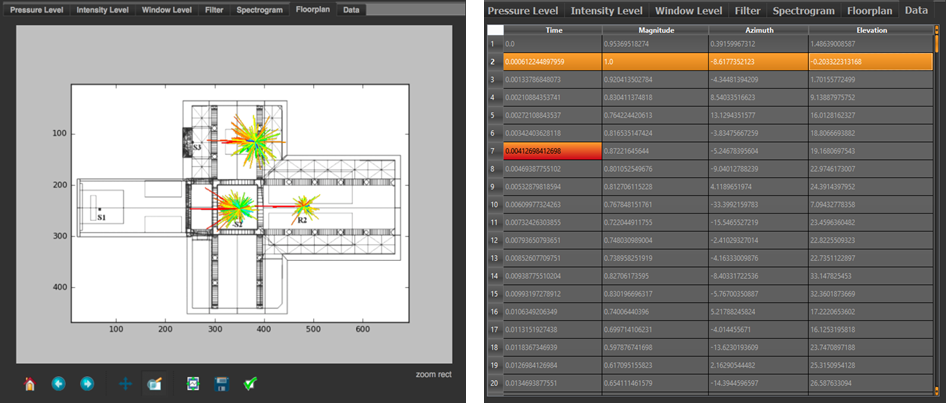 Pressure Level Intensity Level Window Level Filter Spectrogram Floorplan Data
100
200
300
400
100 200 300 400 500 600
S3
S1
S2
R2
zoom rect
Pressure Level Intensity Level Window Level Filter Spectrogram Floorplan Data
Time Magnitude Azimuth Elevation
1 0.0 0.95369518274 0.39159967312 1.48639008587
2 0.000612244897959 1.0 -8.6177352123 -0.203322313168
3 0.00133786848073 0.920413502784 -4.34481394209 1.70155772499
4 0.00210884353741 0.830411374818 8.54033516623 9.13887975752
5 0.00272108843537 0.764224420613 13.1294351577 16.0128162327
6 0.00342403628118 0.816535147424 -3.83475667259 18.8066693882
7 0.00412698412698 0.87221645644 -5.24678395604 19.1680697543
8 0.00469387755102 0.801052549676 -9.04012788239 22.9746173007
9 0.00532879818594 0.812706115228 4.1189651974 24.3914397952
10 0.00609977324263 0.767848151761 -33.3992159783 7.09432778358
11 0.00732426303855 0.722044911755 -15.5465527219 23.4596360482
12 0.00793650793651 0.748030989004 -2.41029327014 22.8225509323
13 0.00852607709751 0.738958251919 -4.16333009876 22.7351122897
14 0.00938775510204 0.82706173595 -8.40331722536 33.147825453
15 0.00993197278912 0.830196696317 -5.76700350887 32.3601873669
16 0.0106349206349 0.74006440396 5.21788245824 17.2220653602
17 0.0113151927438 0.699714106231 -4.014455671 16.1253195818
18 0.0118367346939 0.597876741698 -13.6230193609 23.7470897188
19 0.0126984126984 0.617095155823 2.16290544482 25.3150954128
20 0.0134693877551 0.654111461579 -14.3944596597 26.587633094